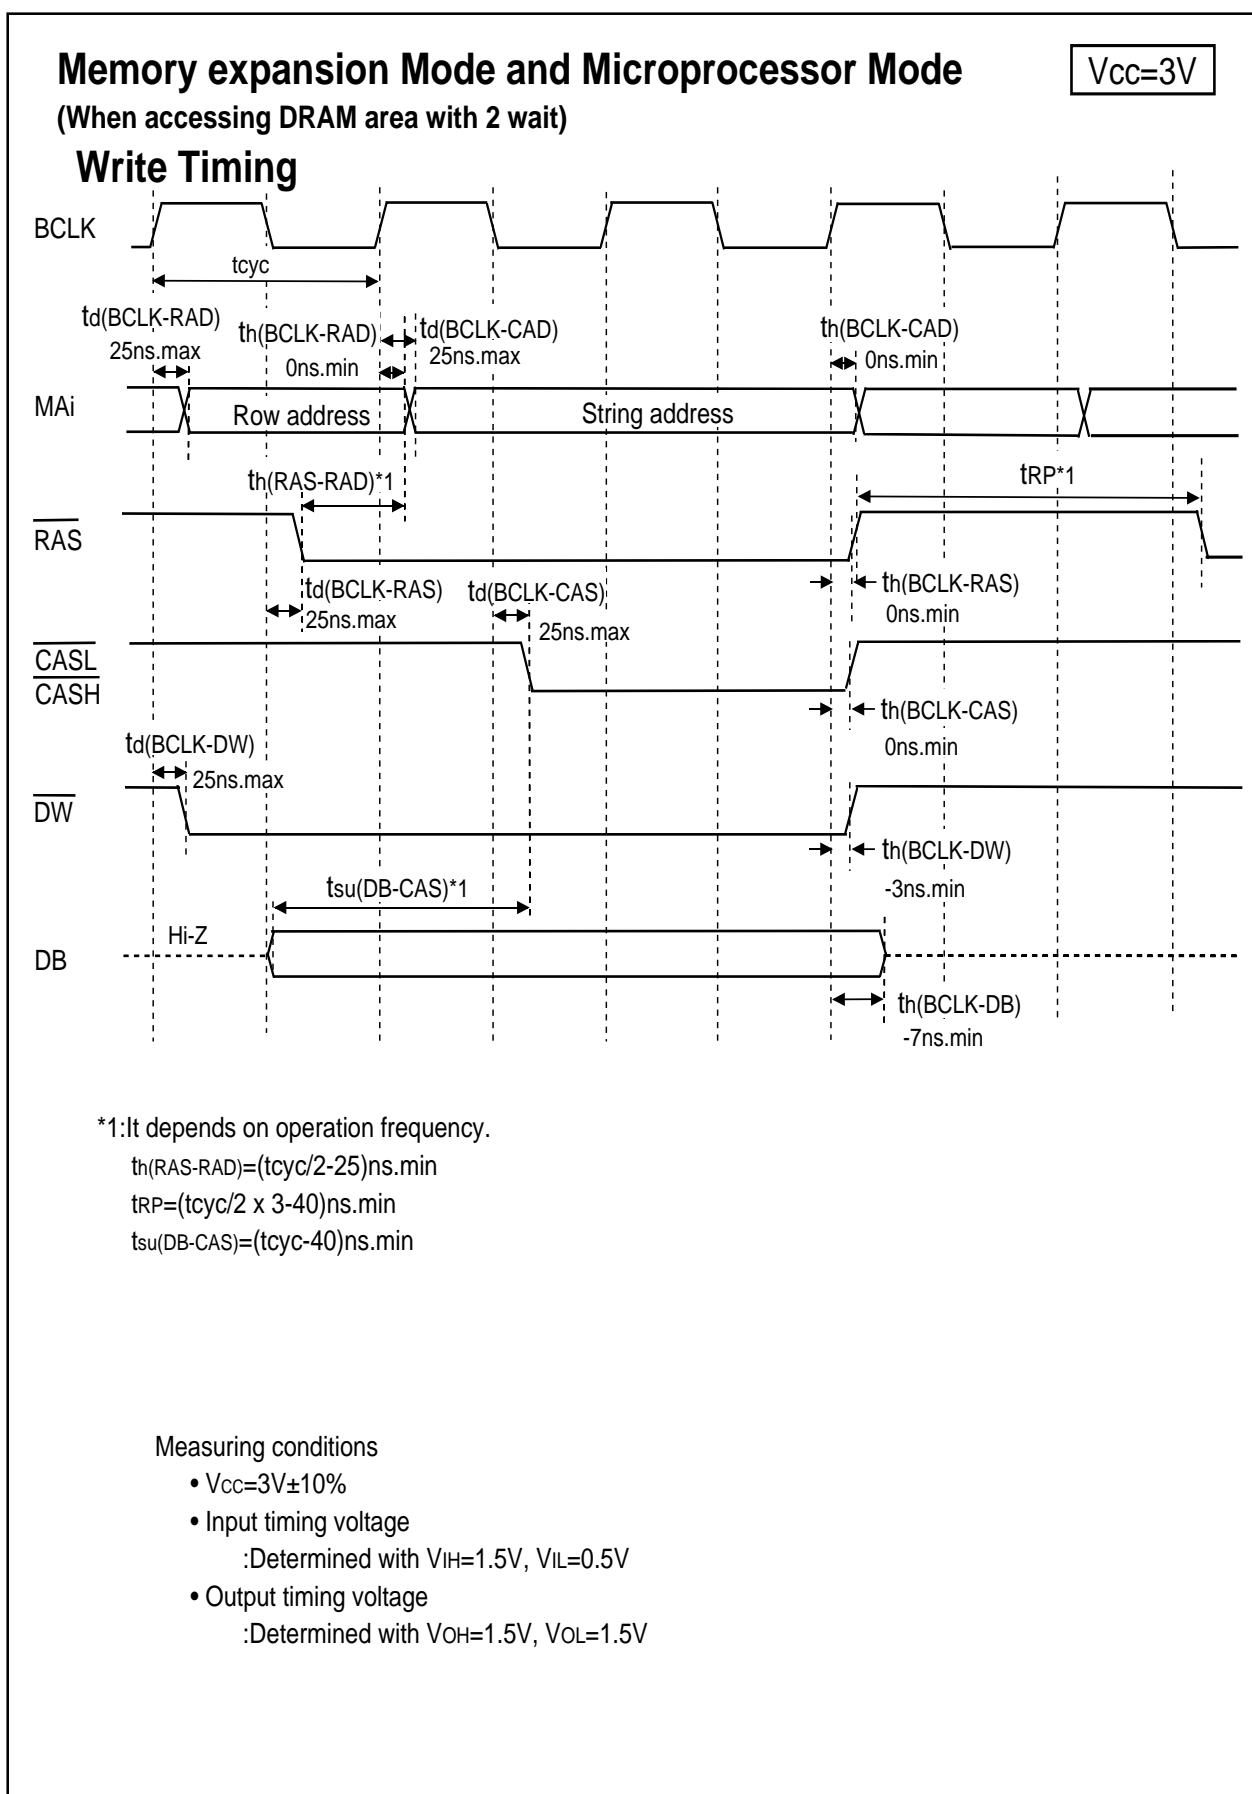 Memory expansion Mode and Microprocessor Mode
Vcc=3V
(When accessing DRAM area with 2 wait)
Write Timing
BCLK
tcyc
td(BCLK-RAD)
25ns.max
th(BCLK-RAD)
0ns.min
td(BCLK-CAD)
25ns.max
th(BCLK-CAD)
0ns.min
MAi
Row address
String address
th(RAS-RAD)*1
tRP*1
RAS
td(BCLK-RAS)
25ns.max
td(BCLK-CAS)
25ns.max
th(BCLK-RAS)
0ns.min
CASL
CASH
th(BCLK-CAS)
0ns.min
td(BCLK-DW)
25ns.max
DW
th(BCLK-DW)
-3ns.min
tsu(DB-CAS)*1
Hi-Z
DB
th(BCLK-DB)
-7ns.min
*1:It depends on operation frequency.
th(RAS-RAD)=(tcyc/2-25)ns.min
tRP=(tcyc/2 x 3-40)ns.min
tsu(DB-CAS)=(tcyc-40)ns.min
Measuring conditions
• VCC=3V±10%
• Input timing voltage
:Determined with VIH=1.5V, VIL=0.5V
• Output timing voltage
:Determined with VOH=1.5V, VOL=1.5V